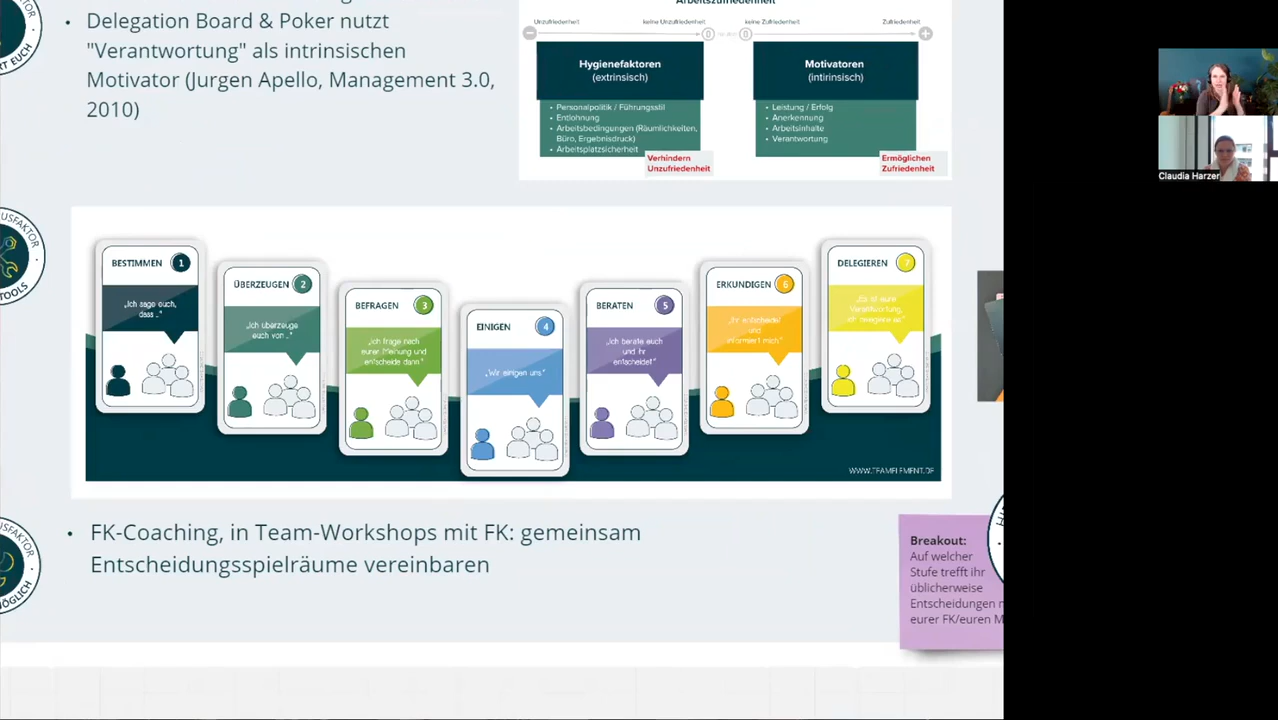 Delegation Board & Poker nutzt
"Verantwortung" als intrinsischen
Motivator (Jurgen Apello, Management 3.0,
2010)
Arbeitszufriedenheit
Unzufriedenheit
keine Unzufriedenheit
keine Zufriedenheit
Zufriedenheit
0
0
Hygienefaktoren
(extrinsisch)
• Personalpolitik / Führungsstil
• Entlohnung
• Arbeitsbedingungen (Räumlichkeiten,
Büro, Ergebnisdruck)
• Arbeitsplatzsicherheit
Verhindern
Unzufriedenheit
Motivatoren
(intirinsisch)
• Leistung / Erfolg
• Anerkennung
• Arbeitsinhalte
• Verantwortung
Ermöglichen
Zufriedenheit
Claudia Harzer
BESTIMMEN 1
„Ich sage euch,
dass ..“
ÜBERZEUGEN 2
„Ich überzeuge
euch von ..“
BEFRAGEN 3
„Ich frage nach
eurer Meinung und
entscheide dann“
EINIGEN 4
„Wir einigen uns“
BERATEN 5
„Ich berate euch
und ihr
entscheidet“
ERKUNDIGEN 6
„Ihr entscheidet
und
informiert mich“
DELEGIEREN 7
„Es ist eure
Verantwortung,
WWW.TEAMELEMENT.DE
USFAKTOR
TOOLS
• FK-Coaching, in Team-Workshops mit FK: gemeinsam
Entscheidungsspielräume vereinbaren
Breakout:
Auf welcher
Stufe trefft ihr
üblicherweise
Entscheidungen
eurer FK/euren M